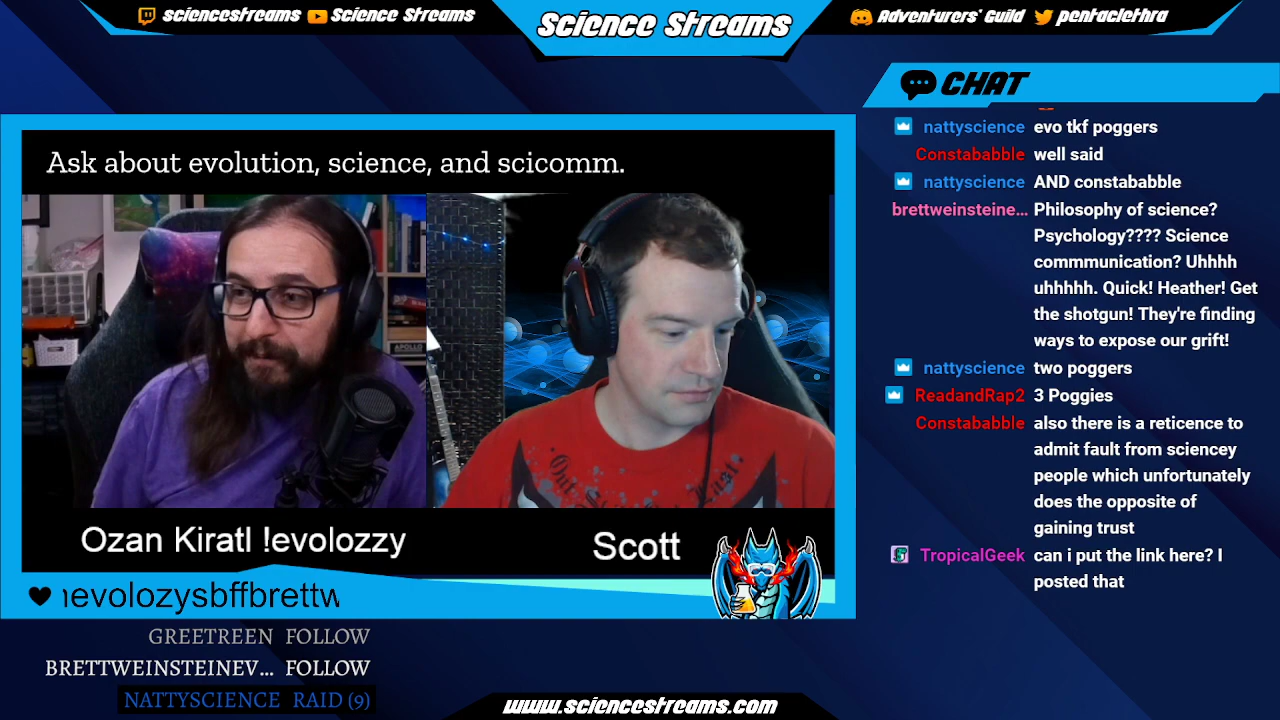 sciencestreams Science Streams
Science Streams
Adventurers' Guild pentaclethra
CHAT
nattyscience evo tkf poggers
Constababble well said
nattyscience AND constababble
brettweinsteine... Philosophy of science?
Psychology???? Science
commmunication? Uhhhh
uhhhhh. Quick! Heather! Get
the shotgun! They're finding
ways to expose our grift!
nattyscience two poggers
ReadandRap2 3 Poggies
Constababble also there is a reticence to
admit fault from sciencey
people which unfortunately
does the opposite of
gaining trust
TropicalGeek can i put the link here? I
posted that
Ask about evolution, science, and scicomm.
APOLLO
Out
Last
Ozan Kiratl !evolozzy
Scott
evolozysbffbrettw
GREETREEN FOLLOW
BRETTWEINSTEINEV... FOLLOW
NATTYSCIENCE RAID (9)
www.sciencestreams.com